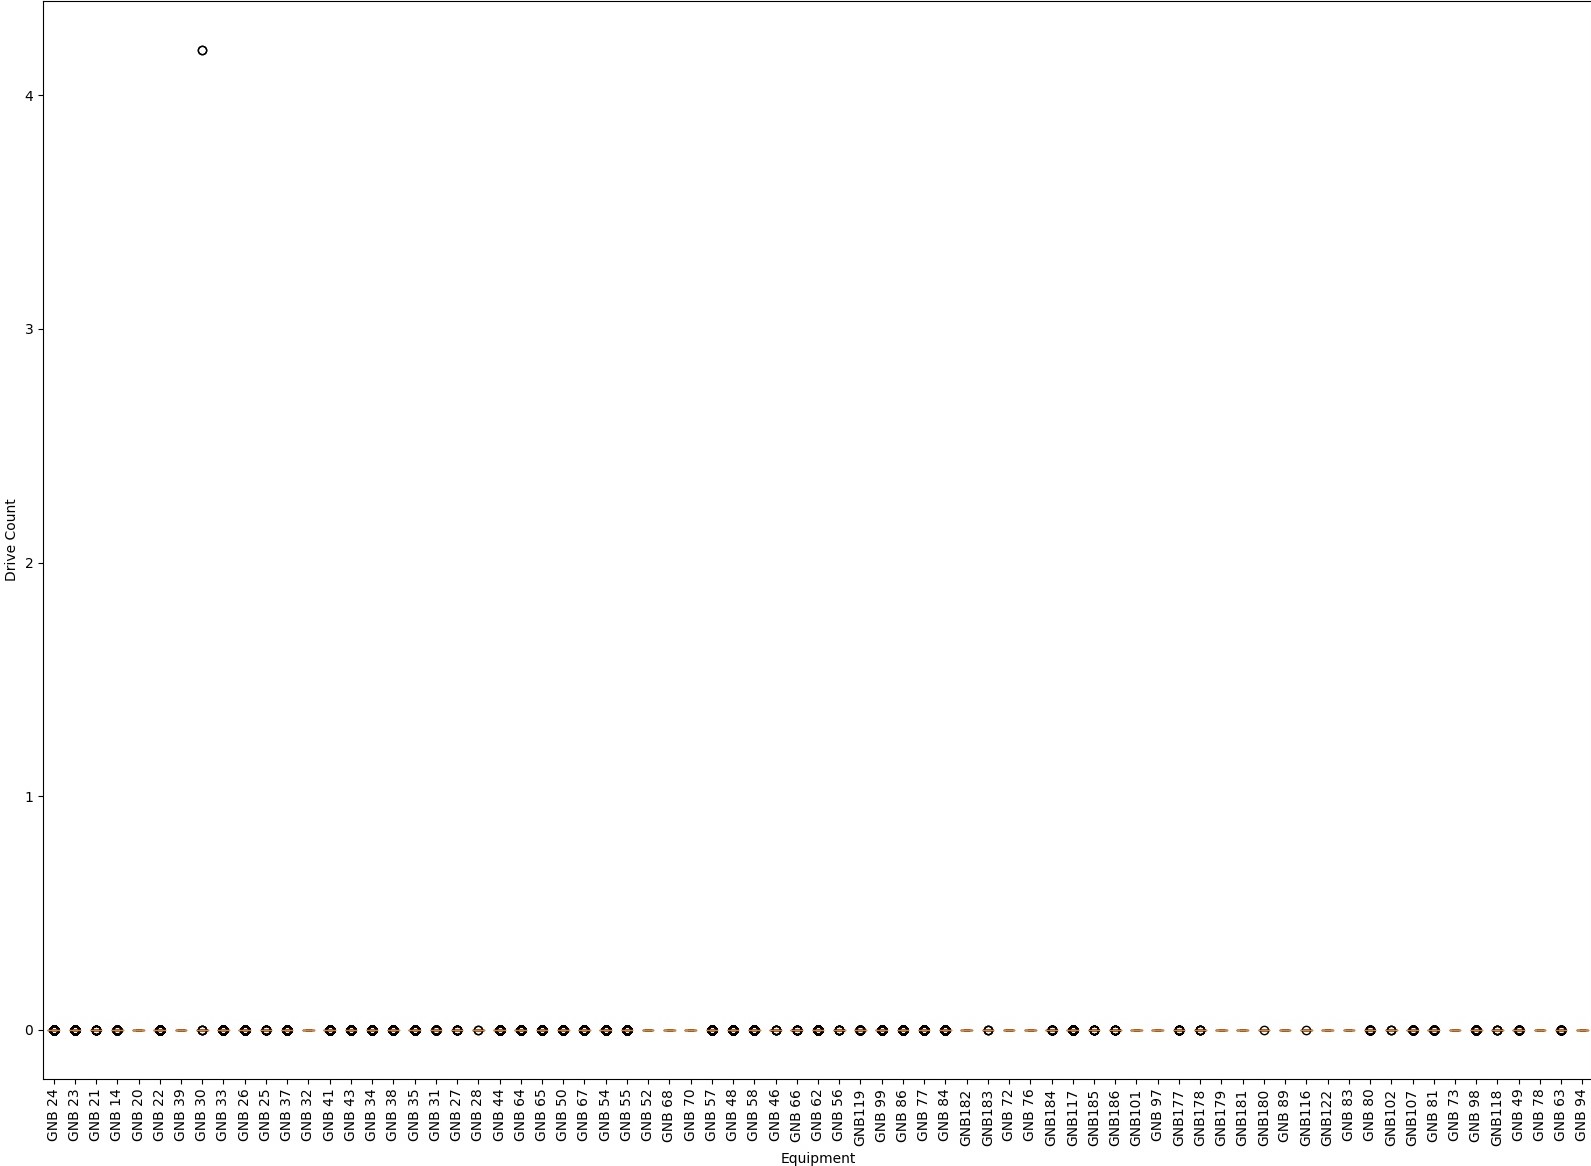 4
3
2
1
0
Drive Count
GNB 24
GNB 23
GNB 21
GNB 14
GNB 20
GNB 22
GNB 39
GNB 30
GNB 33
GNB 26
GNB 25
GNB 37
GNB 32
GNB 41
GNB 43
GNB 34
GNB 38
GNB 35
GNB 31
GNB 27
GNB 28
GNB 44
GNB 64
GNB 65
GNB 50
GNB 67
GNB 54
GNB 55
GNB 52
GNB 68
GNB 70
GNB 57
GNB 48
GNB 58
GNB 46
GNB 66
GNB 62
GNB 56
GNB119
GNB 99
GNB 86
GNB 77
GNB 84
GNB182
GNB183
GNB 72
GNB 76
GNB184
GNB117
GNB185
GNB186
GNB101
GNB 97
GNB177
GNB178
GNB179
GNB181
GNB180
GNB 89
GNB116
GNB122
GNB 83
GNB 80
GNB102
GNB107
GNB 81
GNB 73
GNB 98
GNB118
GNB 49
GNB 78
GNB 63
GNB 94
Equipment